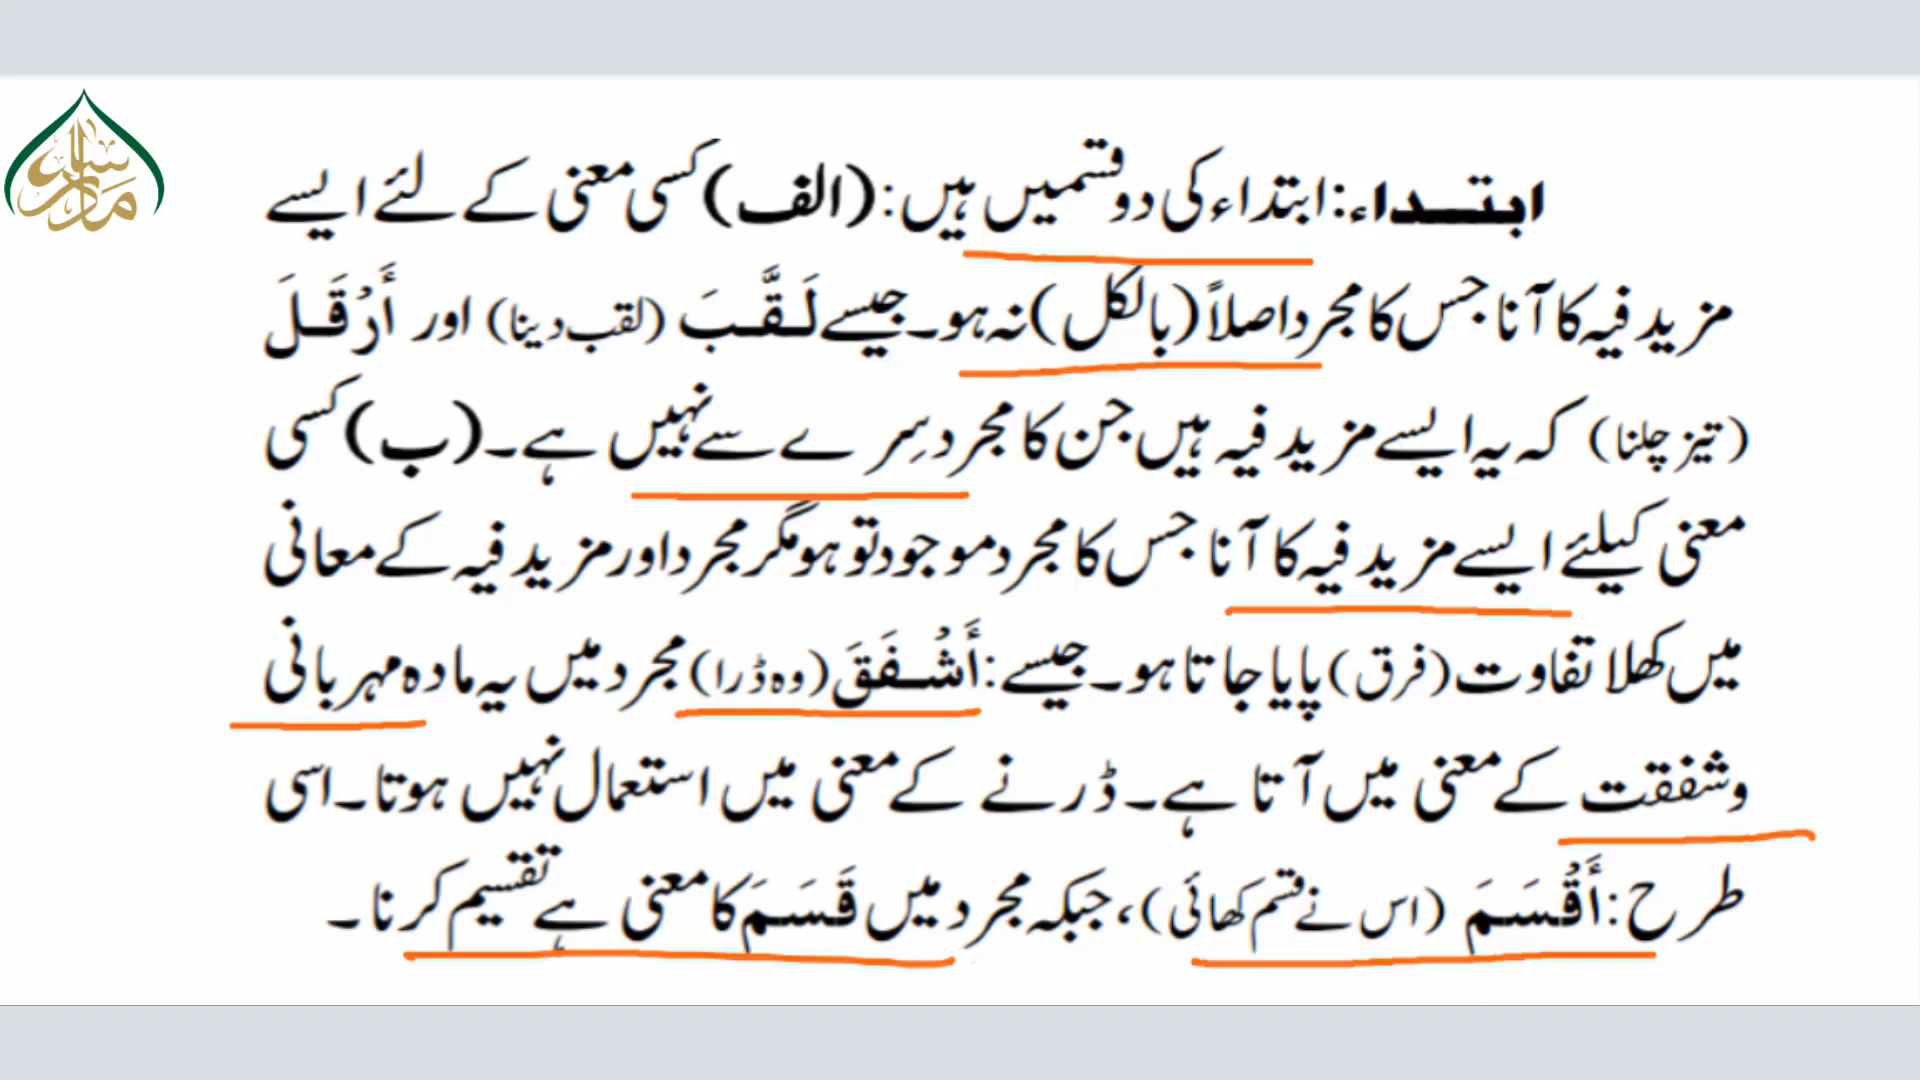 ابتداء: ابتداء کی دو قسمیں ہیں: (الف) کسی معنی کے لئے ایسے
مزید فیہ کا آنا جس کا مجرد اصلاً (بالکل) نہ ہو۔ جیسے لَقَّبَ (لقب دینا) اور أَرْقَلَ
(تیز چلنا) کہ یہ ایسے مزید فیہ ہیں جن کا مجرد سِرے سے نہیں ہے۔ (ب) کسی
معنی کیلئے ایسے مزید فیہ کا آنا جس کا مجرد موجود تو ہو مگر مجرد اور مزید فیہ کے معانی
میں کھلا تفاوت (فرق) پایا جاتا ہو۔ جیسے: أَشْفَقَ (وہ ڈرا) مجرد میں یہ مادہ مہربانی
وشفقت کے معنی میں آتا ہے۔ ڈرنے کے معنی میں استعمال نہیں ہوتا۔ اسی
طرح: أَقْسَمَ (اس نے قسم کھائی)، جبکہ مجرد میں قَسَمَ کا معنی ہے تقسیم کرنا۔